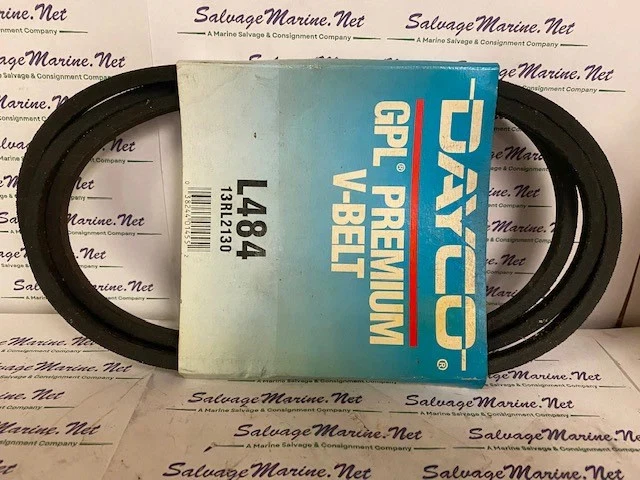 SalvageMarine.Net
A Marine Salvage & Consignment Company
DAYCO®
GPL® PREMIUM
V-BELT
L484
13RL2130